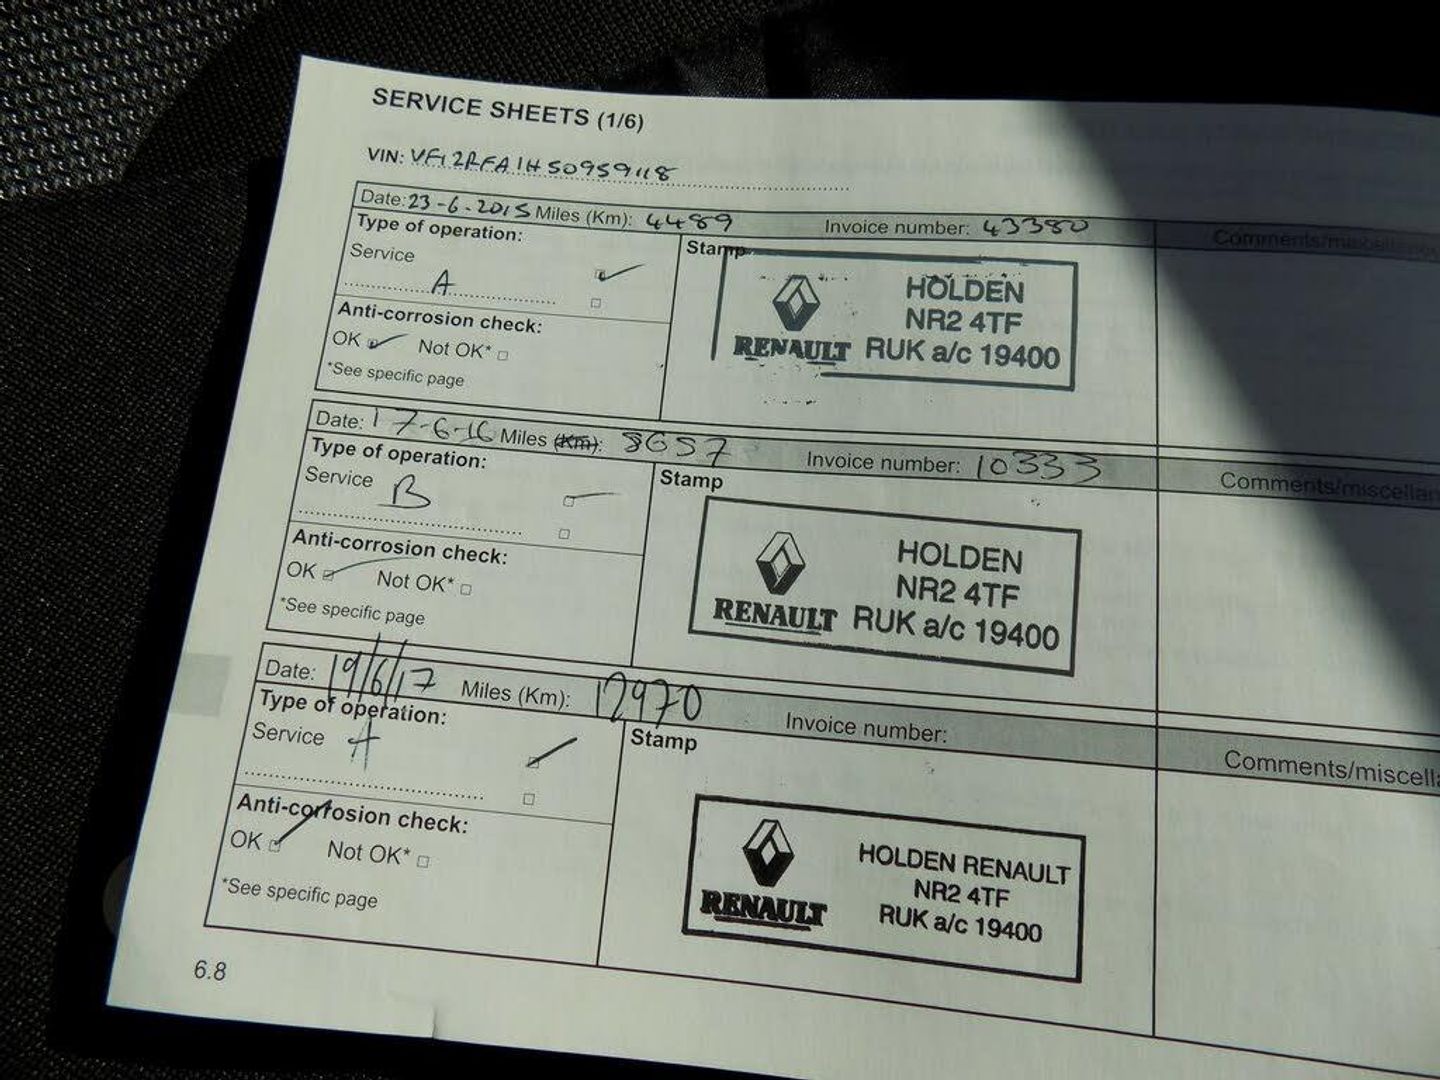 SERVICE SHEETS (1/6)
VIN: VF12RFA1H50959118
Date: 23-6-2015 Miles (Km): 4489 Invoice number: 43380 Comments/miscellaneous
Type of operation:
Service
A
Anti-corrosion check:
OK Not OK*
*See specific page
Stamp
HOLDEN
NR2 4TF
RENAULT RUK a/c 19400
Date: 17-6-16 Miles (Km): 8657 Invoice number: 10333 Comments/miscellan
Type of operation:
Service B
Anti-corrosion check:
OK Not OK*
*See specific page
Stamp
HOLDEN
NR2 4TF
RENAULT RUK a/c 19400
Date: 19/6/17 Miles (Km): 12970 Invoice number: Comments/miscella
Type of operation:
Service A
Anti-corrosion check:
OK Not OK*
*See specific page
Stamp
HOLDEN RENAULT
NR2 4TF
RENAULT RUK a/c 19400
6.8